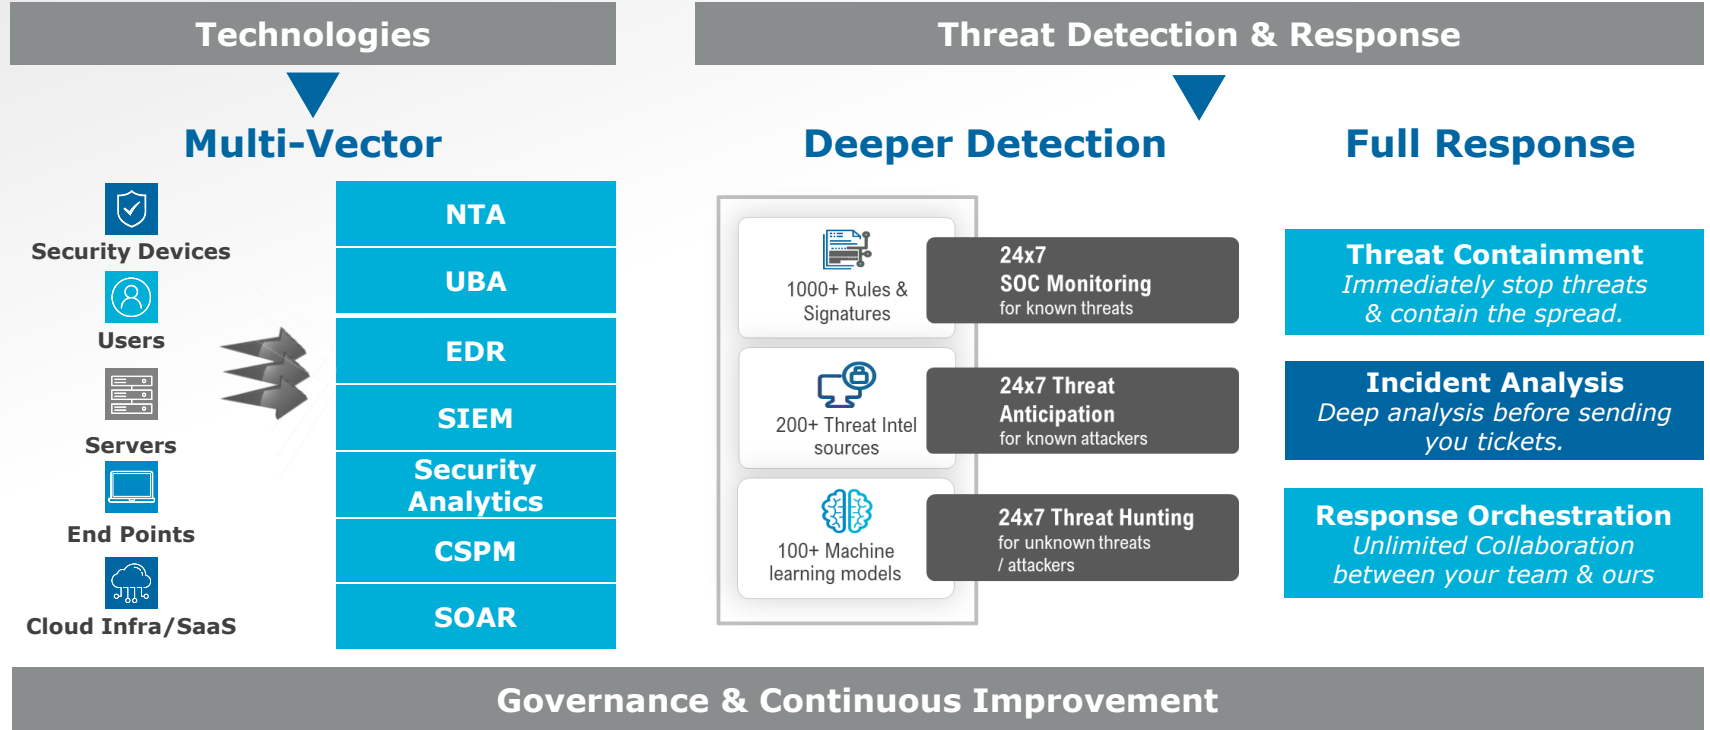 Technologies
Threat Detection & Response
Multi-Vector
Deeper Detection
Full Response
Security Devices
Users
Servers
End Points
Cloud Infra/SaaS
NTA
UBA
EDR
SIEM
Security
Analytics
CSPM
SOAR
1000+ Rules &
Signatures
24x7
SOC Monitoring
for known threats
200+ Threat Intel
sources
24x7 Threat
Anticipation
for known attackers
100+ Machine
learning models
24x7 Threat Hunting
for unknown threats
/ attackers
Threat Containment
Immediately stop threats
& contain the spread.
Incident Analysis
Deep analysis before sending
you tickets.
Response Orchestration
Unlimited Collaboration
between your team & ours
Governance & Continuous Improvement